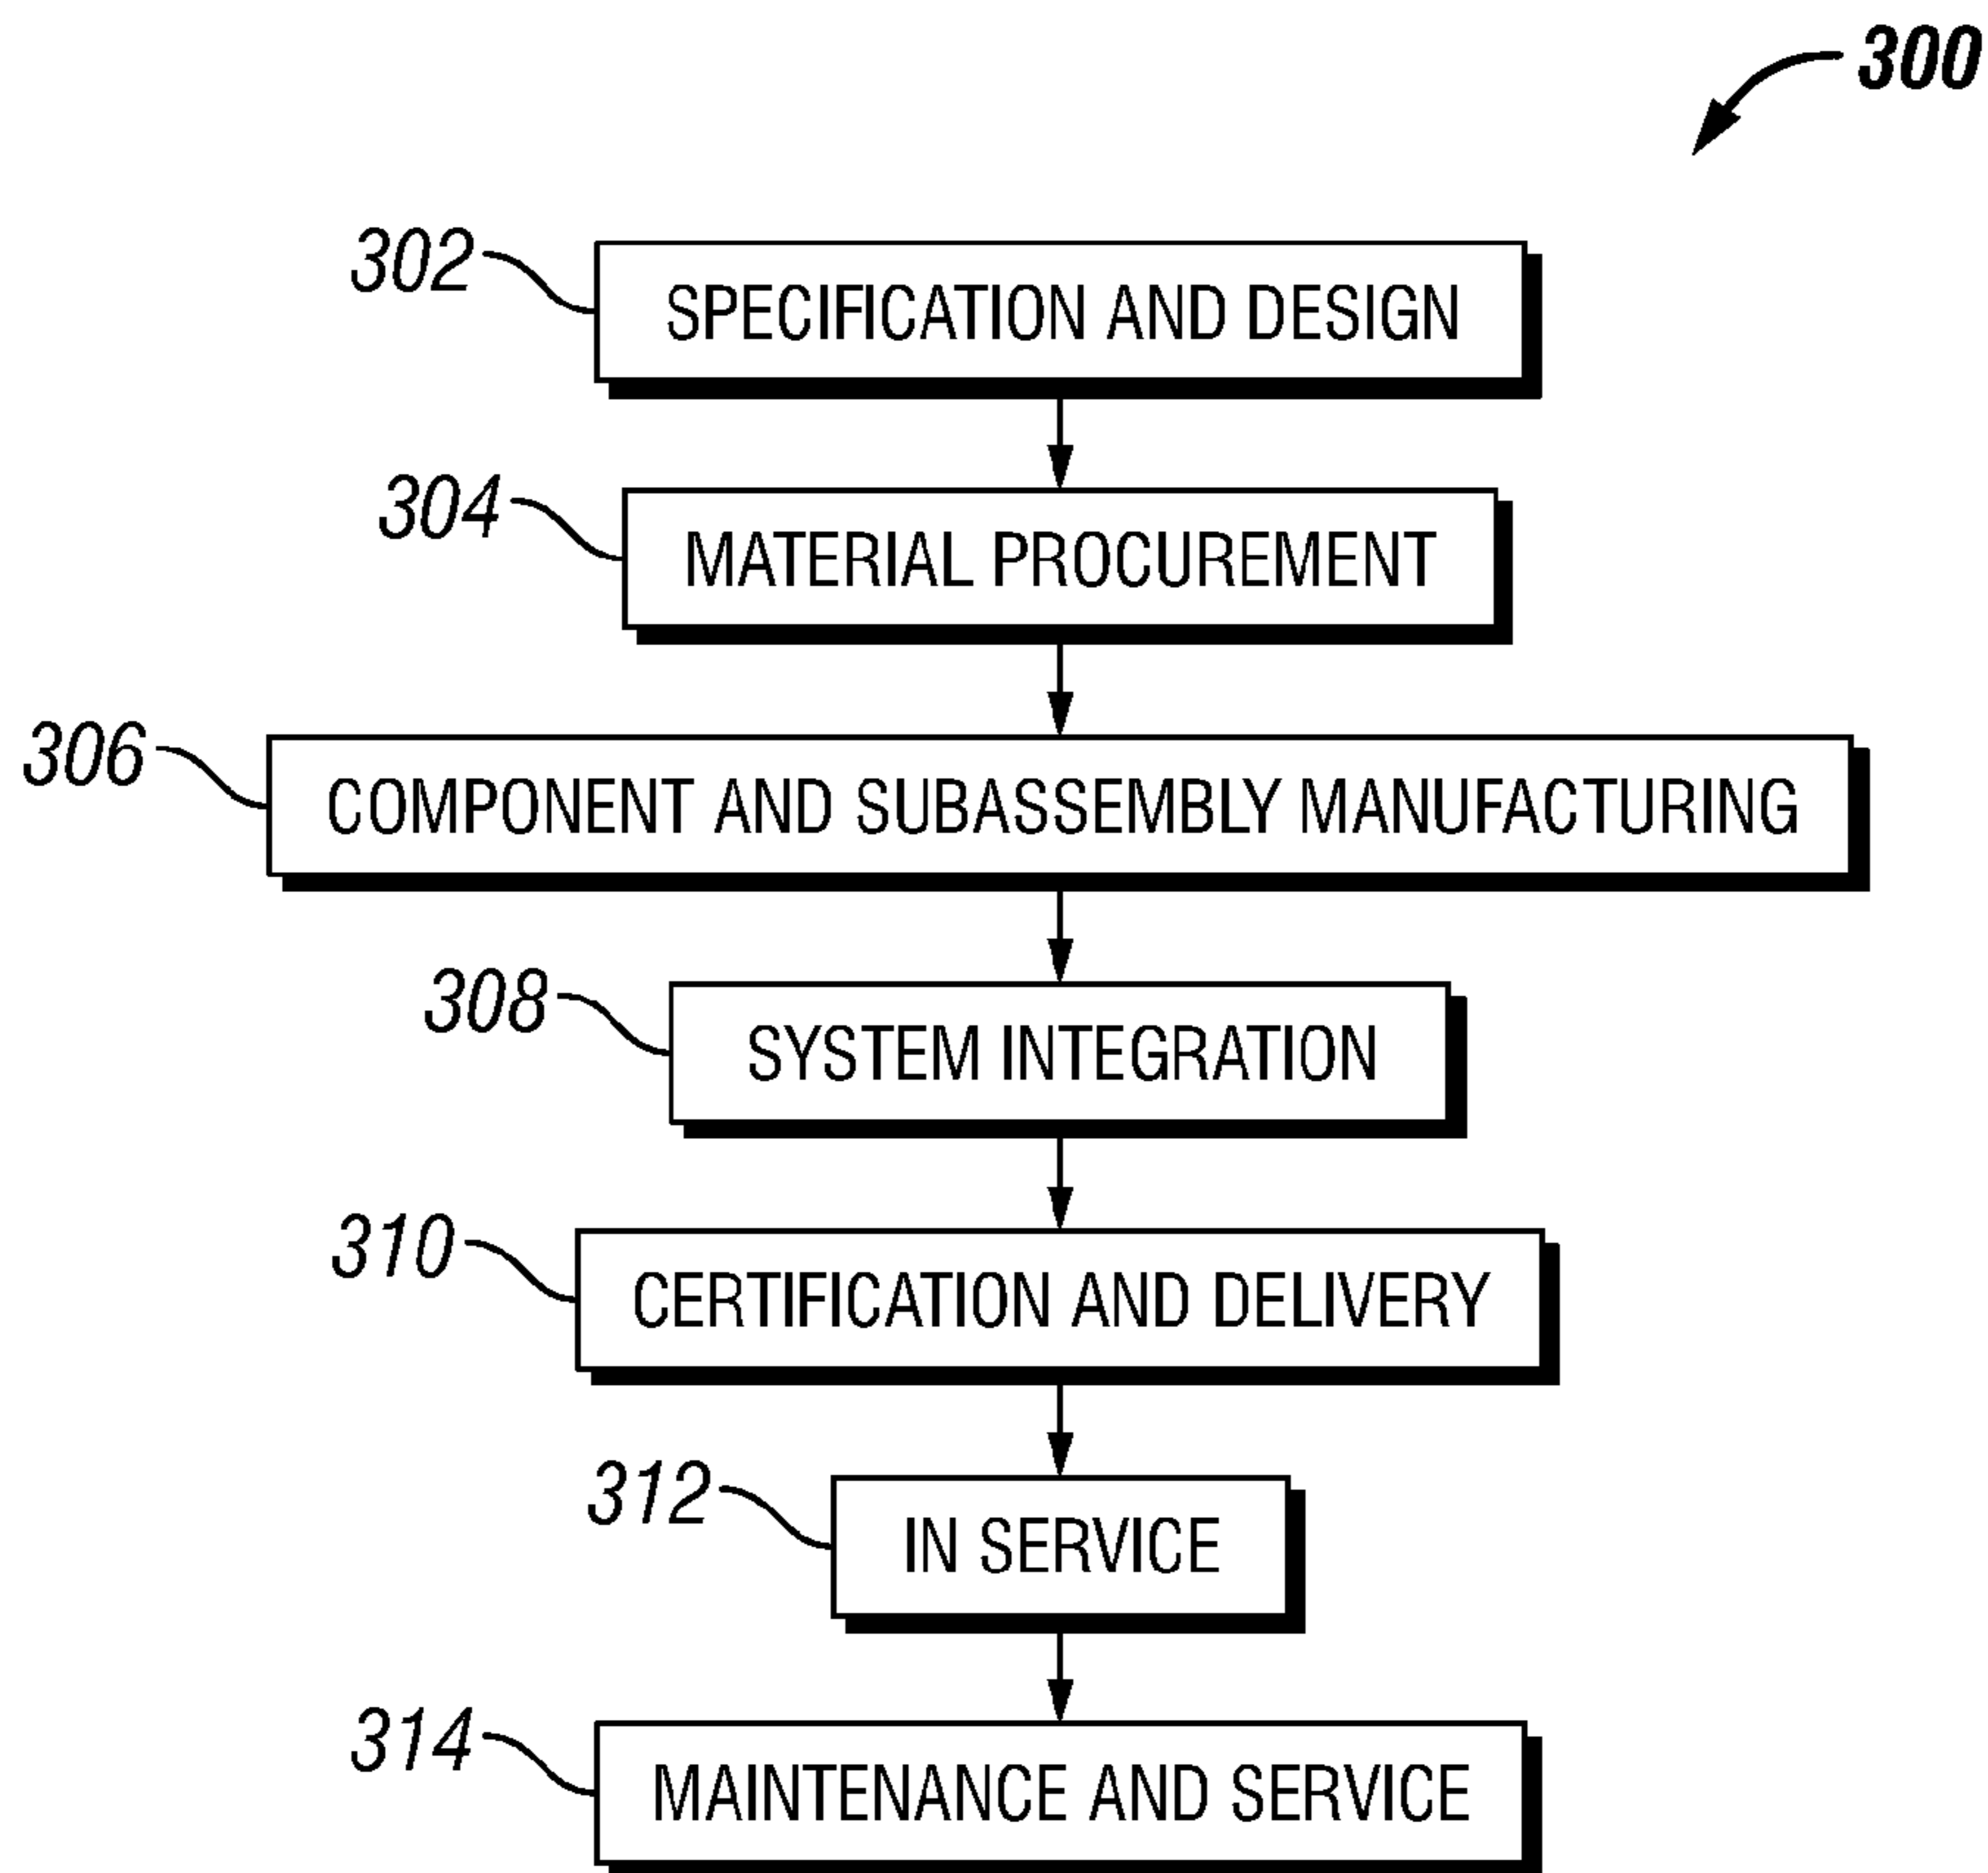 300
302
SPECIFICATION AND DESIGN
304
MATERIAL PROCUREMENT
306
COMPONENT AND SUBASSEMBLY MANUFACTURING
308
SYSTEM INTEGRATION
310
CERTIFICATION AND DELIVERY
312
IN SERVICE
314
MAINTENANCE AND SERVICE